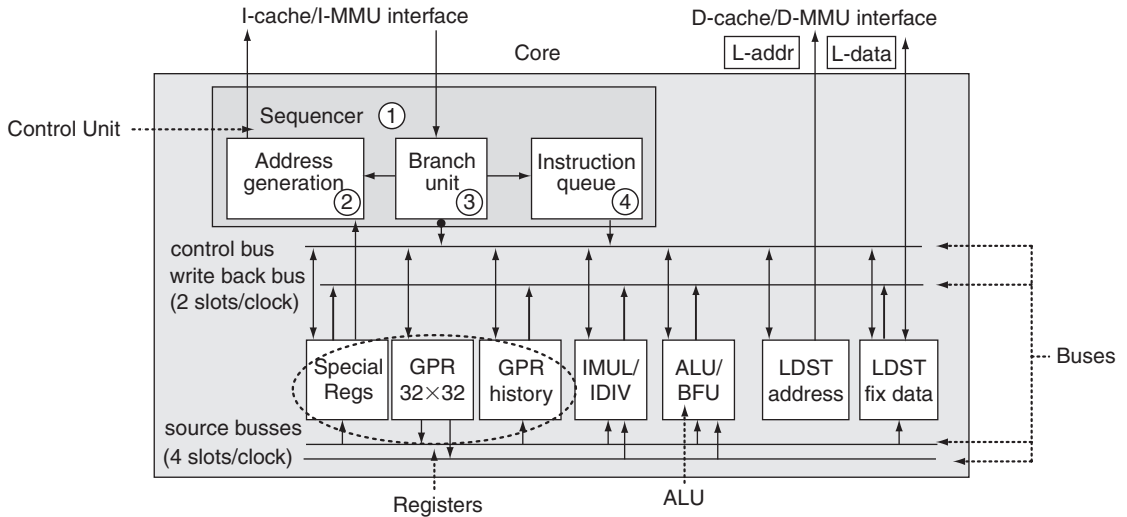 I-cache/I-MMU interface
D-cache/D-MMU interface
Core
L-addr
L-data
Sequencer 1
Control Unit
Address
generation
2
Branch
unit
3
Instruction
queue
4
control bus
write back bus
(2 slots/clock)
Buses
Special
Regs
GPR
32×32
GPR
history
IMUL/
IDIV
ALU/
BFU
LDST
address
LDST
fix data
source busses
(4 slots/clock)
Registers
ALU